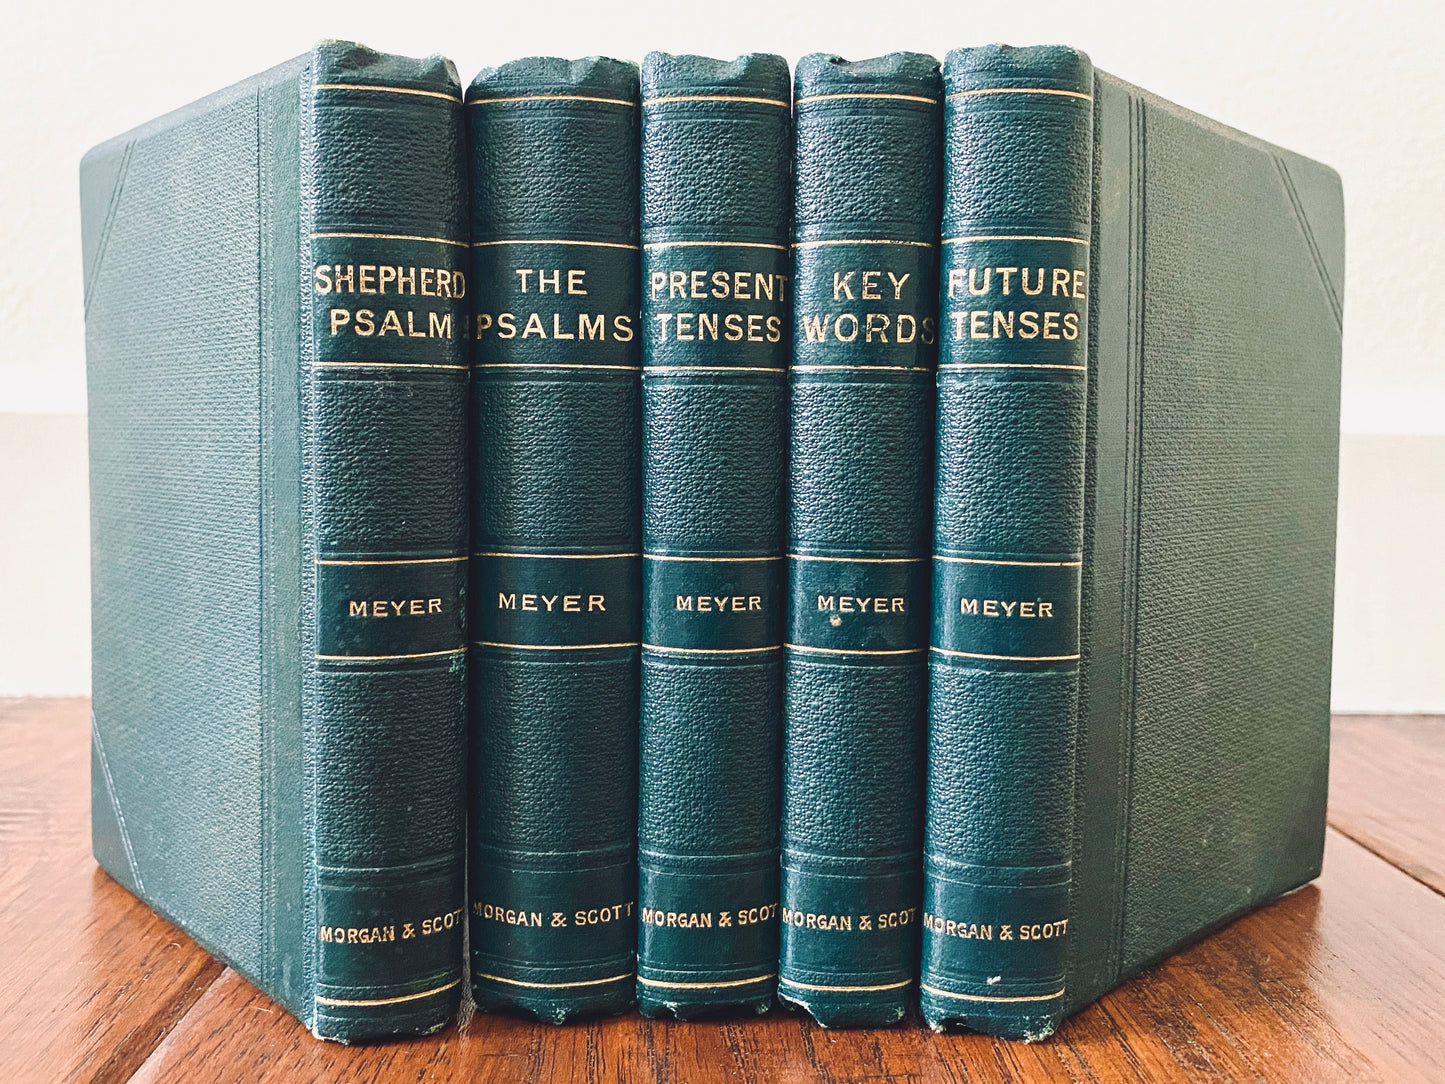 SHEPHERD
PSALM
MEYER
MORGAN & SCOTT
THE
PSALMS
MEYER
MORGAN & SCOTT
PRESENT
TENSES
MEYER
MORGAN & SCOTT
KEY
WORDS
MEYER
MORGAN & SCOTT
FUTURE
TENSES
MEYER
MORGAN & SCOTT